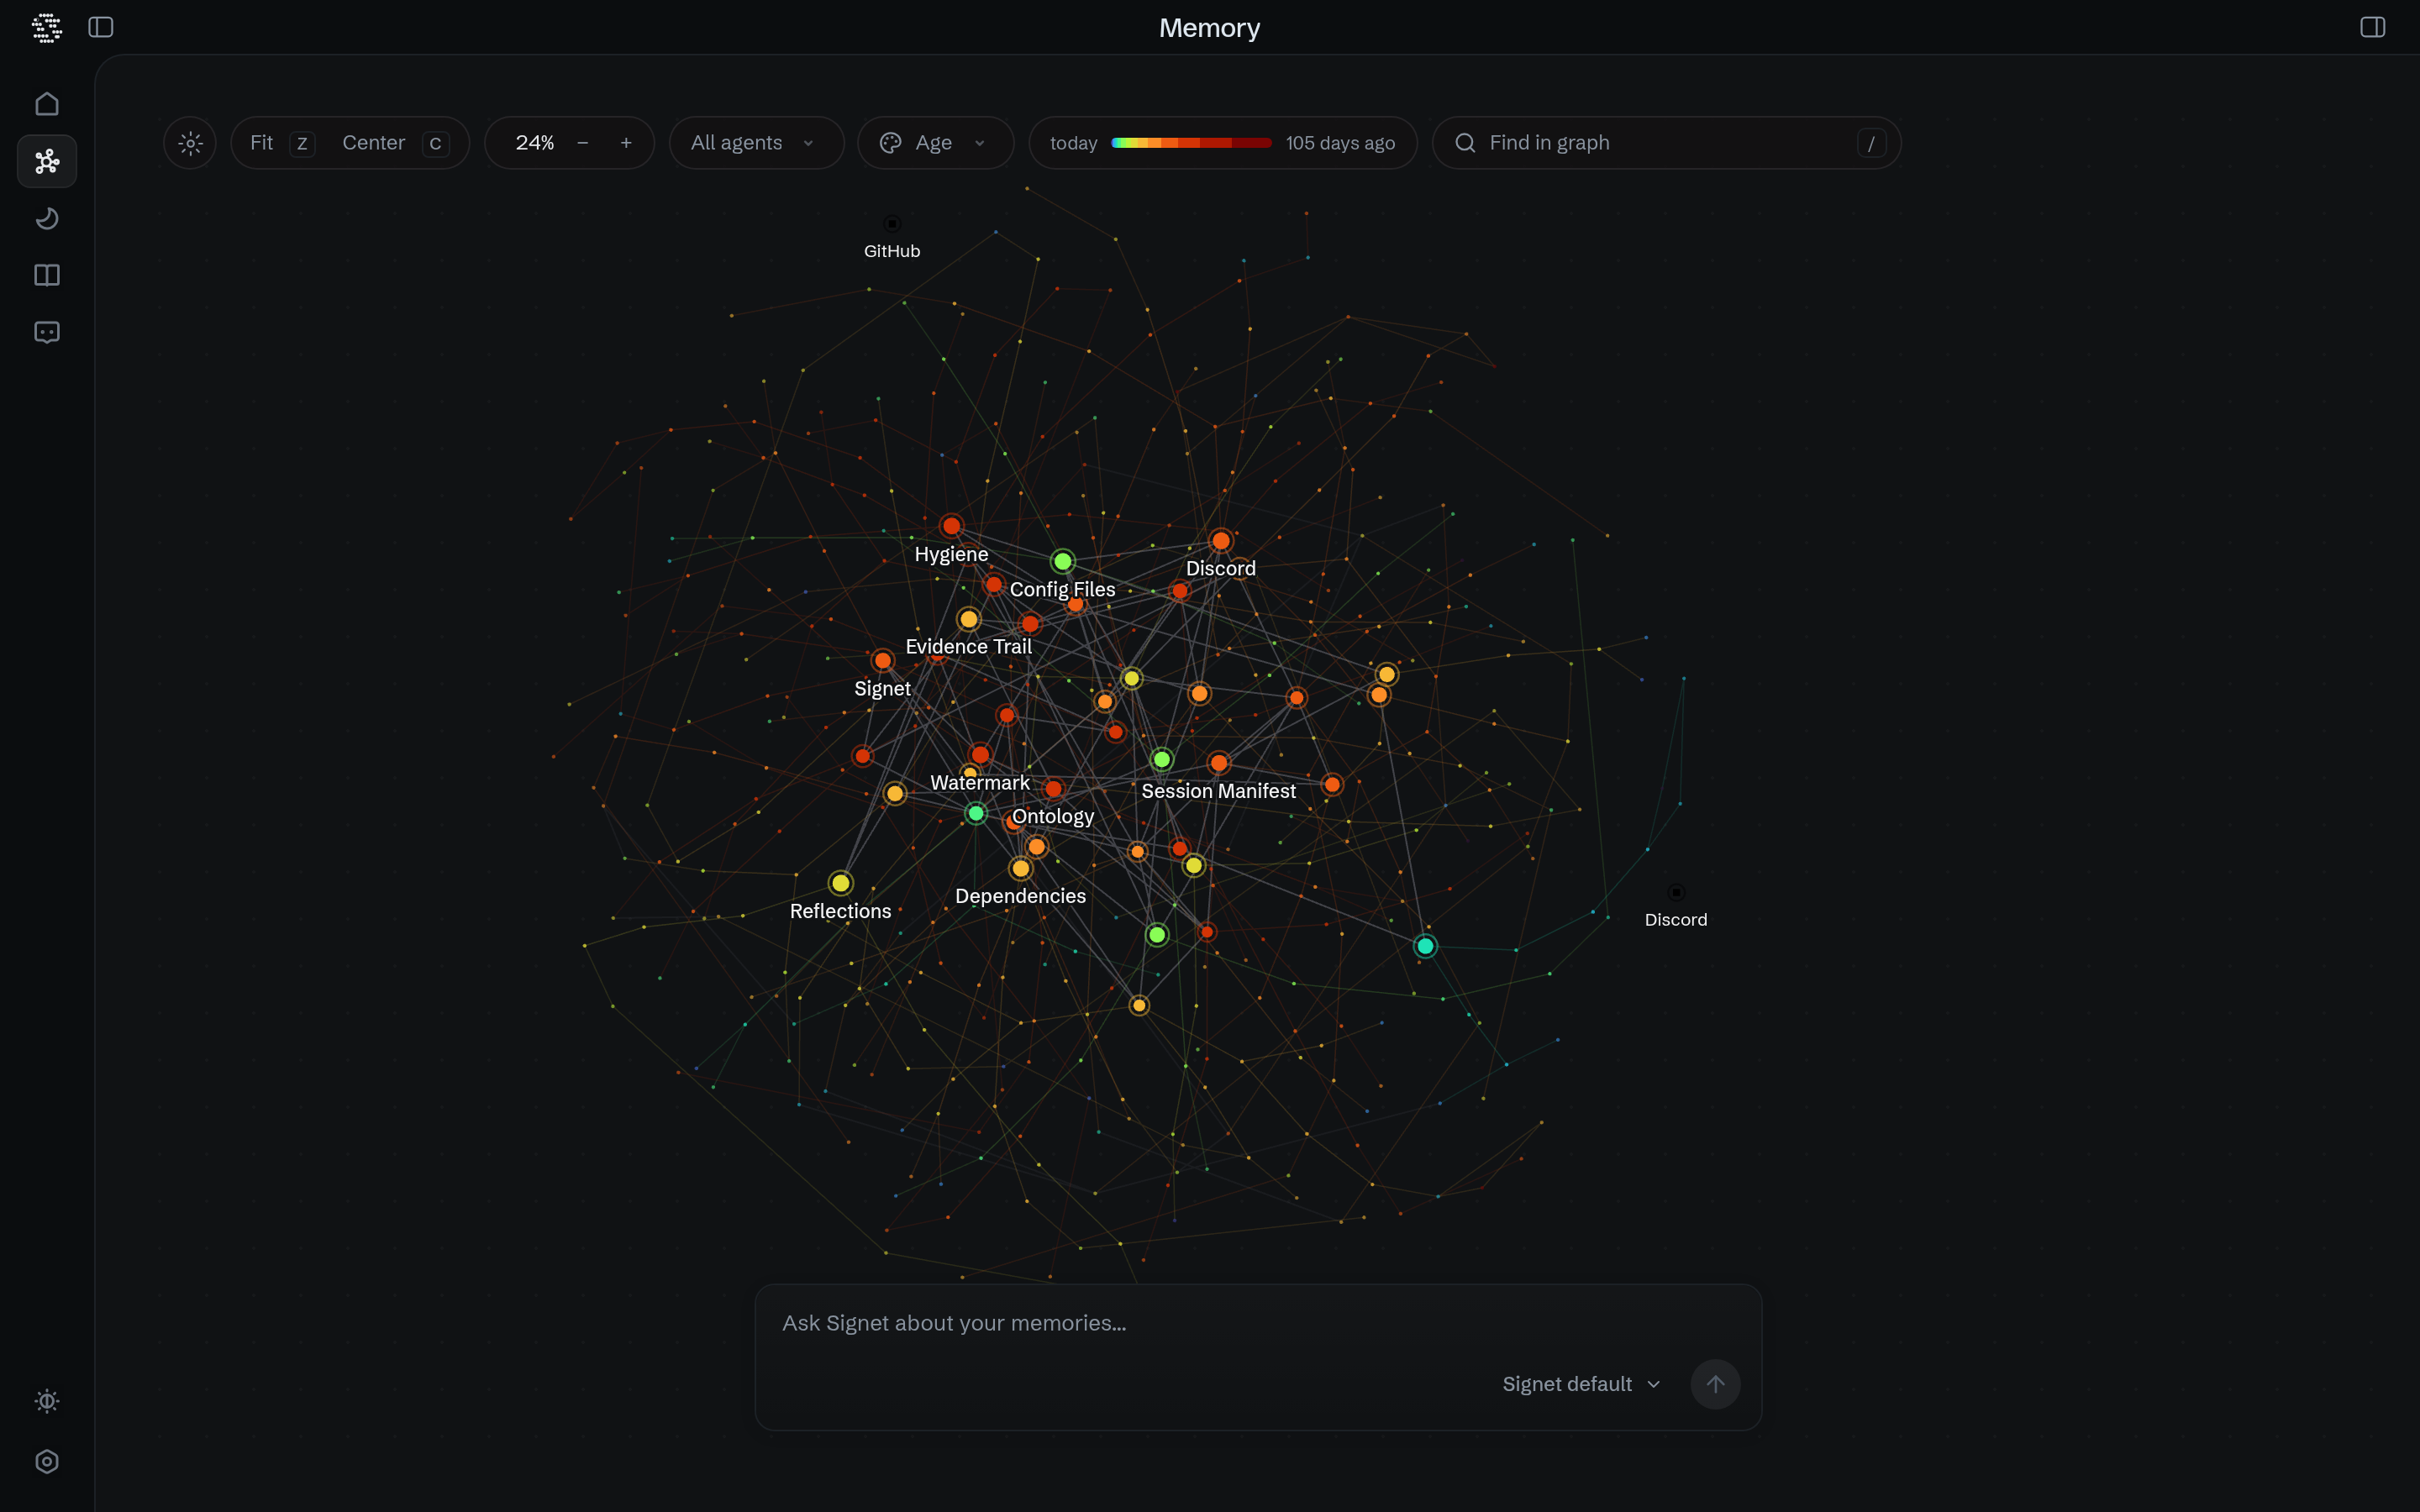 Memory
Fit Z Center C
24% − +
All agents
Age
today 105 days ago
Find in graph /
GitHub
Hygiene
Discord
Config Files
Evidence Trail
Signet
Watermark
Session Manifest
Ontology
Dependencies
Reflections
Discord
Ask Signet about your memories...
Signet default